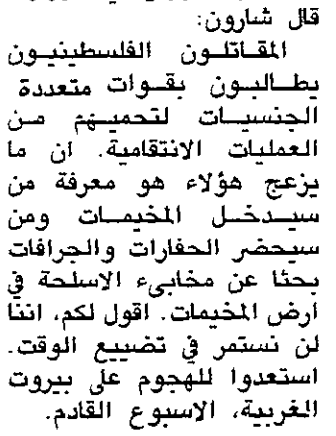 قال شارون:
المقاتلون الفلسطينيون
يطالبون بقوات متعددة
الجنسيات لتحميهم من
العمليات الانتقامية. ان ما
يزعج هؤلاء هو معرفة من
سيدخل المخيمات ومن
سيحضر الحفارات والجرافات
بحثا عن مخابىء الاسلحة في
ارض المخيمات. اقول لكم، اننا
لن نستمر في تضييع الوقت.
استعدوا للهجوم على بيروت
الغربية، الاسبوع القادم.